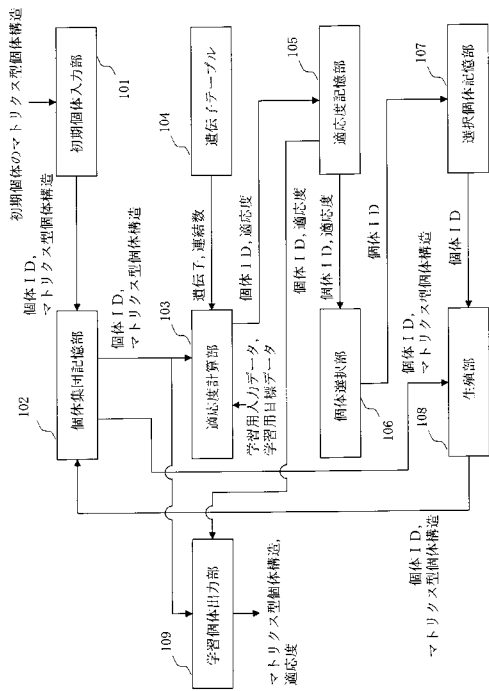 初期個体のマトリクス型個体構造
初期個体入力部
101
個体ＩＤ,
マトリクス型個体構造
102
個体集団記憶部
個体ＩＤ,
マトリクス型個体構造
104
遺伝子テーブル
遺伝子, 連結数
103
適応度計算部
学習用入力データ,
学習用目標データ
個体ＩＤ, 適応度
105
適応度記憶部
個体ＩＤ, 適応度
個体ＩＤ, 適応度
個体選択部
106
個体ＩＤ
107
選択個体記憶部
個体ＩＤ
個体ＩＤ,
マトリクス型個体構造
生殖部
108
個体ＩＤ,
マトリクス型個体構造
109
学習個体出力部
マトリクス型個体構造,
適応度